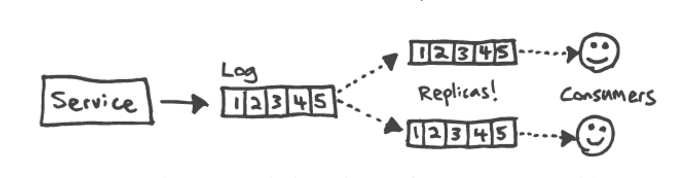 Service
Log
1 2 3 4 5
1 2 3 4 5
Replicas!
1 2 3 4 5
Consumers